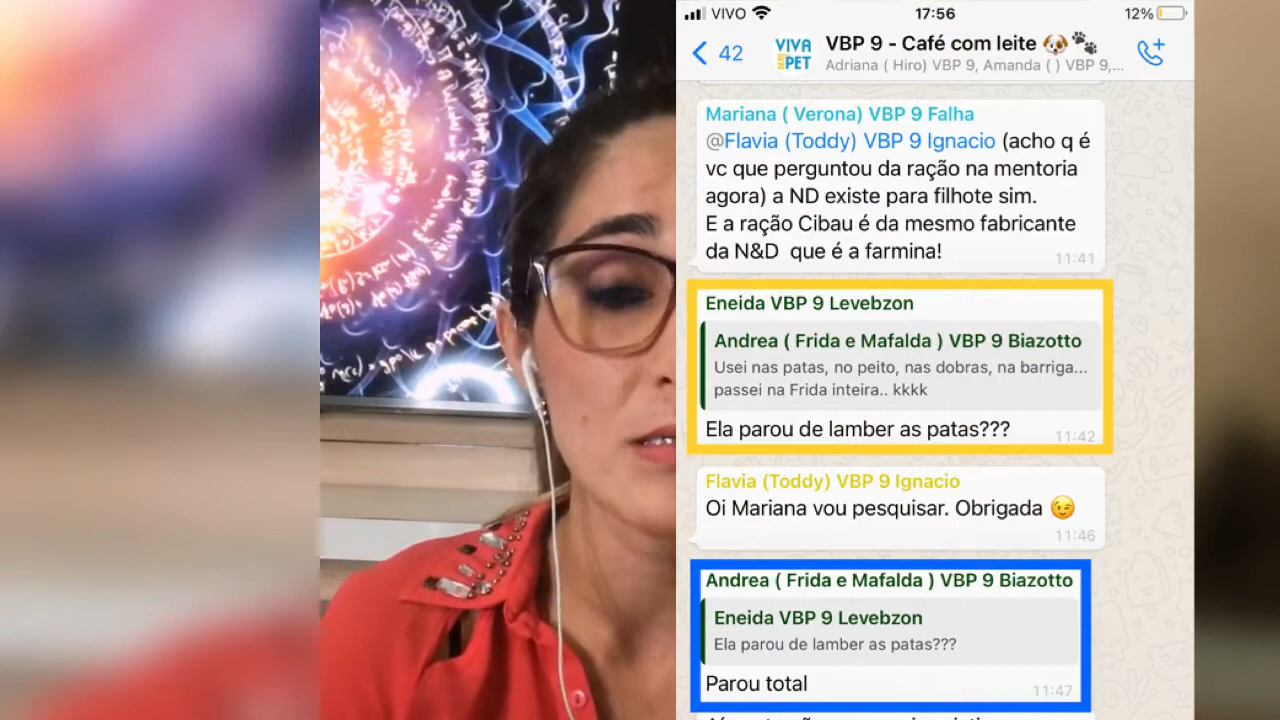 VIVO
17:56
12%
42
VIVA
SEU
PET
VBP 9 - Café com leite 🐶🐾
Adriana ( Hiro) VBP 9, Amanda ( ) VBP 9,...
Mariana ( Verona) VBP 9 Falha
@Flavia (Toddy) VBP 9 Ignacio (acho q é
vc que perguntou da ração na mentoria
agora) a ND existe para filhote sim.
E a ração Cibau é da mesmo fabricante
da N&D que é a farmina!
11:41
Eneida VBP 9 Levebzon
Andrea ( Frida e Mafalda ) VBP 9 Biazotto
Usei nas patas, no peito, nas dobras, na barriga...
passei na Frida inteira.. kkkk
Ela parou de lamber as patas???
11:42
Flavia (Toddy) VBP 9 Ignacio
Oi Mariana vou pesquisar. Obrigada 😉
11:46
Andrea ( Frida e Mafalda ) VBP 9 Biazotto
Eneida VBP 9 Levebzon
Ela parou de lamber as patas???
Parou total
11:47